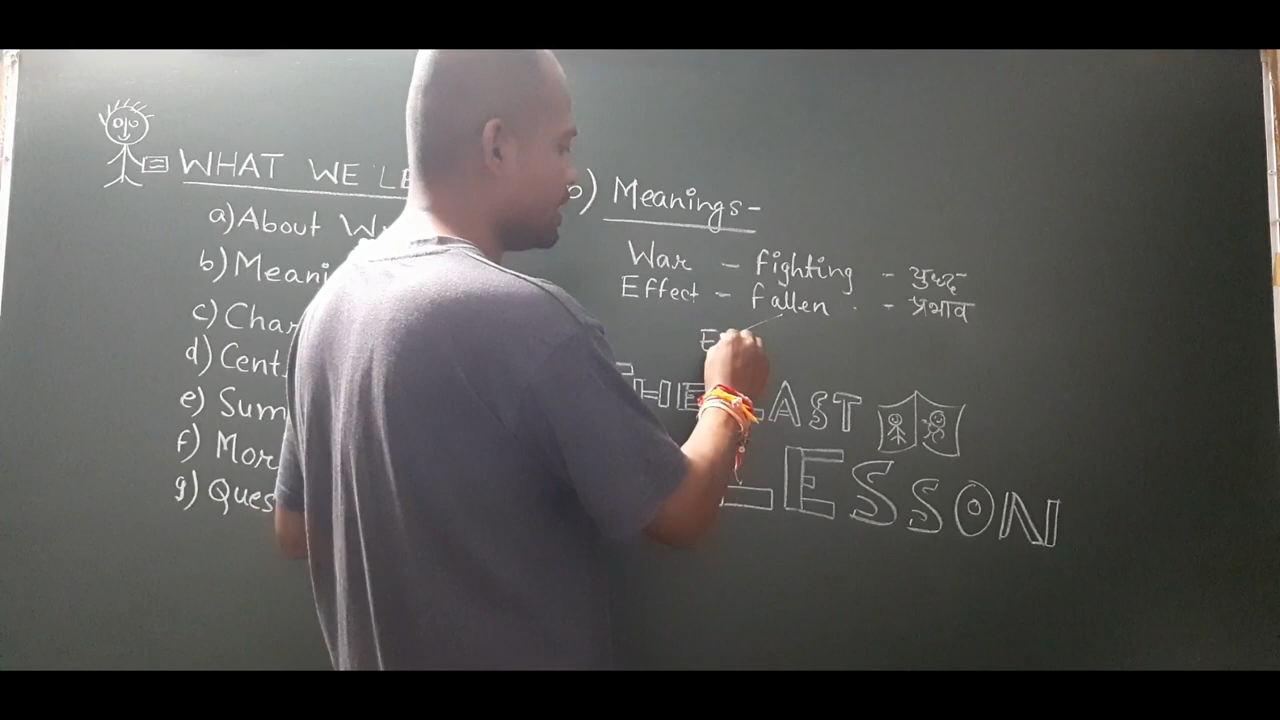 WHAT WE LE
a) About W
b) Meani
c) Char
d) Cent
e) Sum
f) Mor
g) Ques
b) Meanings-
War - fighting - युद्ध
Effect - fallen - प्रभाव
E
THE LAST
LESSON